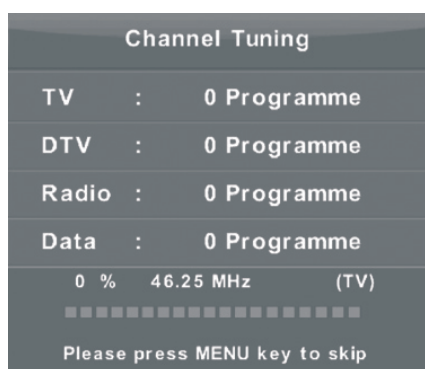 Channel Tuning
TV : 0 Programme
DTV : 0 Programme
Radio : 0 Programme
Data : 0 Programme
0 % 46.25 MHz (TV)
Please press MENU key to skip